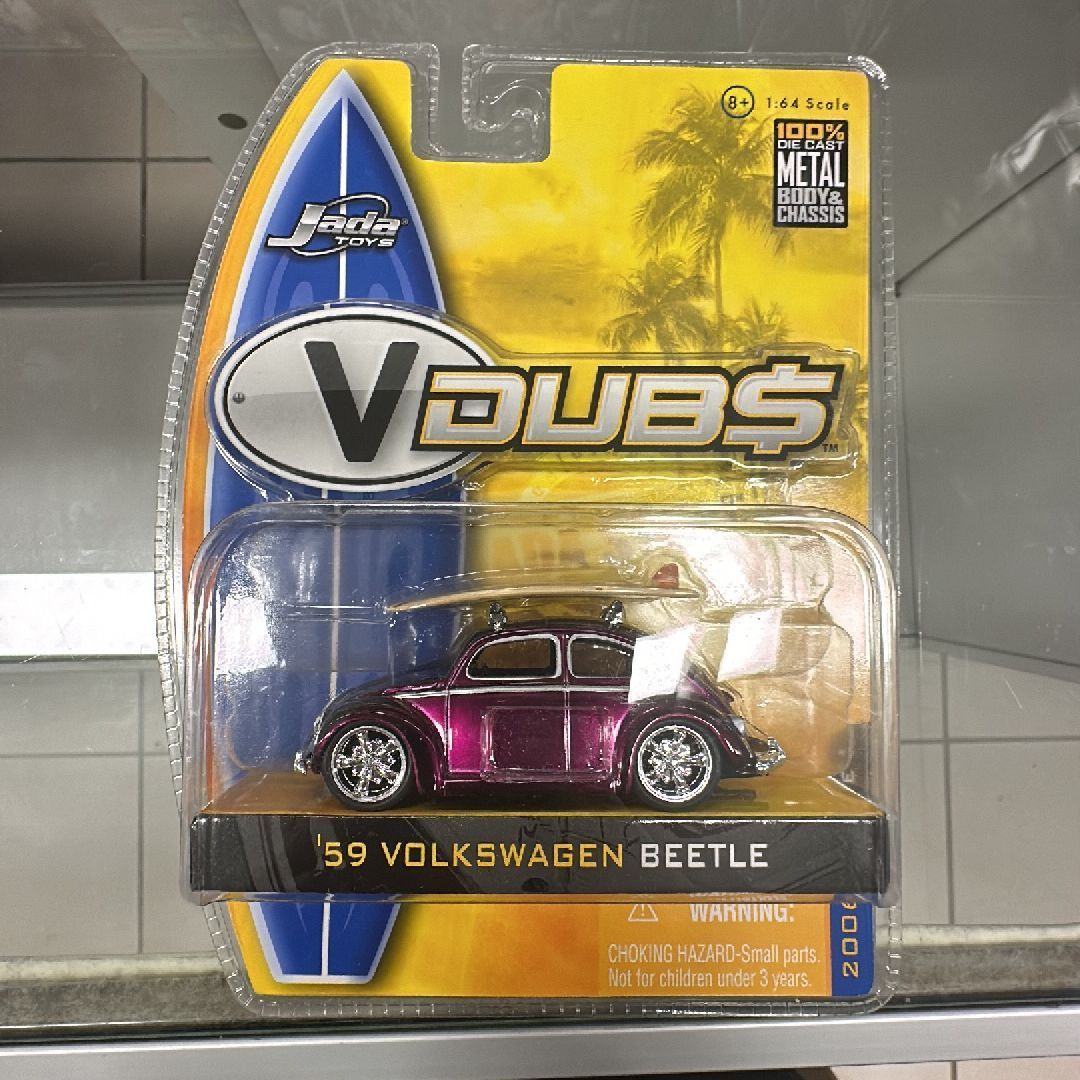 8+ 1:64 Scale
100%
DIE CAST
METAL
BODY&
CHASSIS
Jada
TOYS
V DUB$™
'59 VOLKSWAGEN BEETLE
WARNING:
CHOKING HAZARD-Small parts.
Not for children under 3 years.
2006